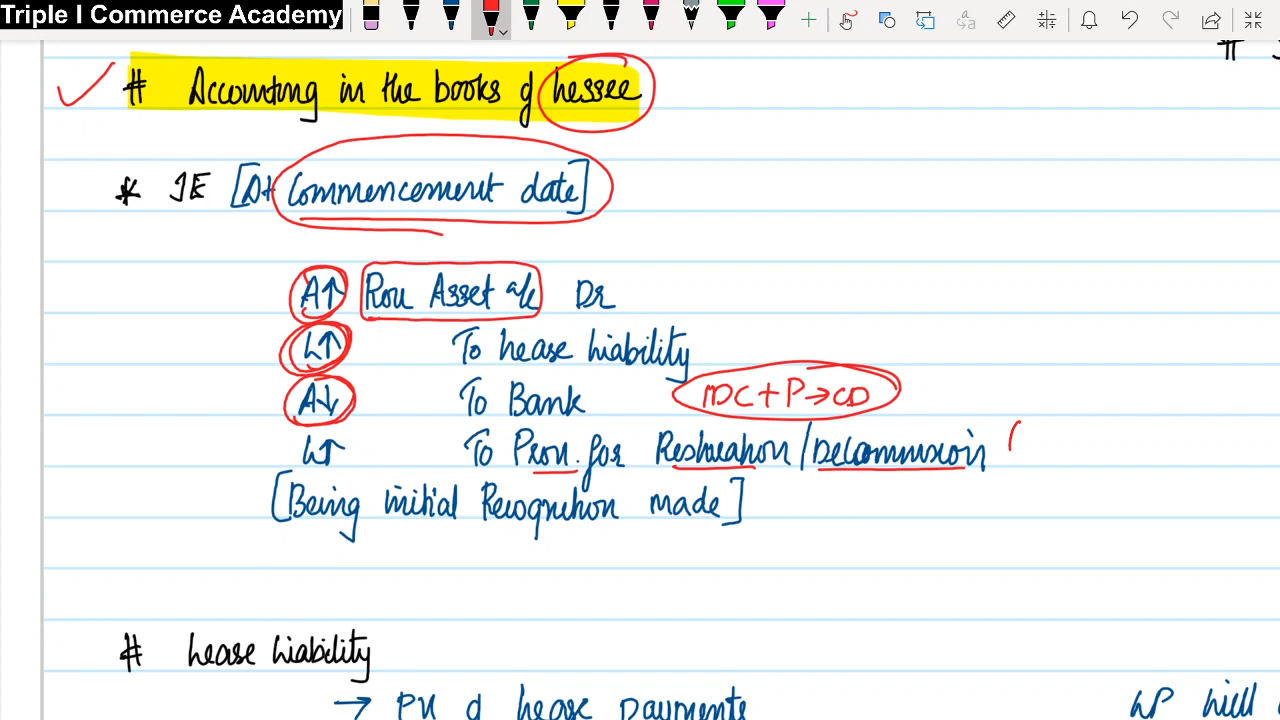 Triple I Commerce Academy
#
# Accounting in the books of Lessee
* JE [At Commencement date]
A↑ ROU Asset a/c Dr
L↑ To Lease Liability
A↓ To Bank IDC + P → CD
L↑ To Prov. for Restoration/Decommission (
[Being initial Recognition made]
# Lease Liability
→ PV of Lease payments LP will